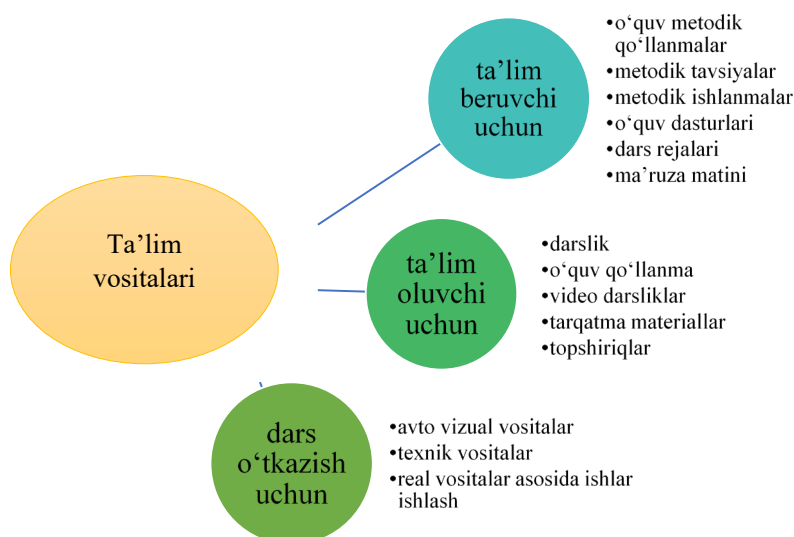 Ta’lim
vositalari
ta’lim
beruvchi
uchun
•o‘quv metodik
qo‘llanmalar
•metodik tavsiyalar
•metodik ishlanmalar
•o‘quv dasturlari
•dars rejalari
•ma’ruza matini
ta’lim
oluvchi
uchun
•darslik
•o‘quv qo‘llanma
•video darsliklar
•tarqatma materiallar
•topshiriqlar
dars
o‘tkazish
uchun
•avto vizual vositalar
•texnik vositalar
•real vositalar asosida ishlar
ishlash